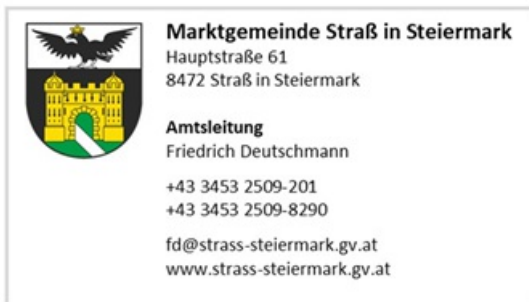 Marktgemeinde Straß in Steiermark
Hauptstraße 61
8472 Straß in Steiermark
Amtsleitung
Friedrich Deutschmann
+43 3453 2509-201
+43 3453 2509-8290
fd@strass-steiermark.gv.at
www.strass-steiermark.gv.at